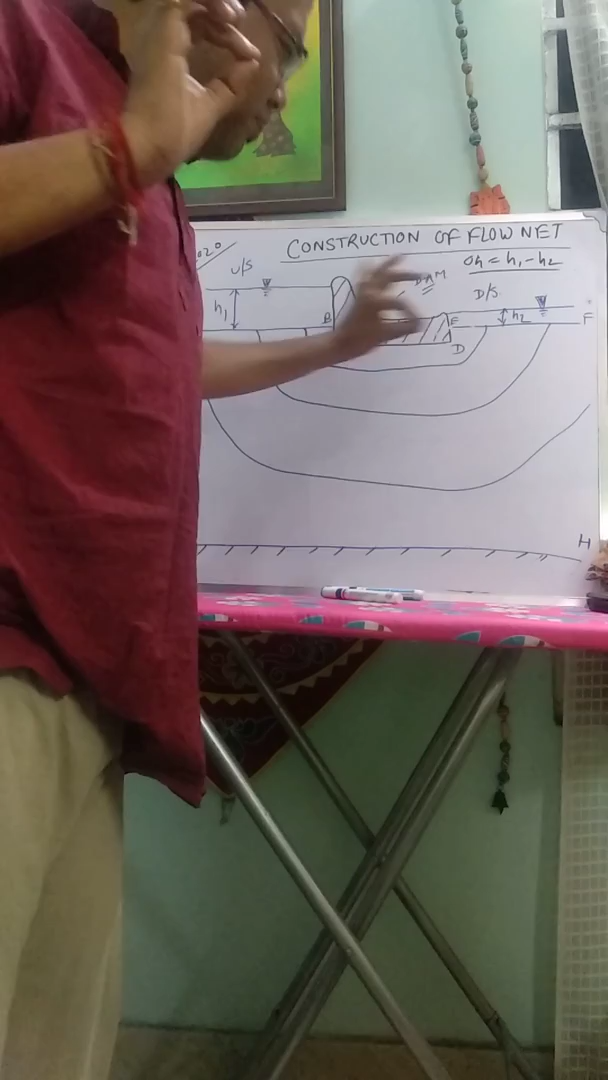 CONSTRUCTION OF FLOW NET
Δh = h₁ - h₂
U/S
DAM
D/S
h₁
h₂
B
E
F
D
H